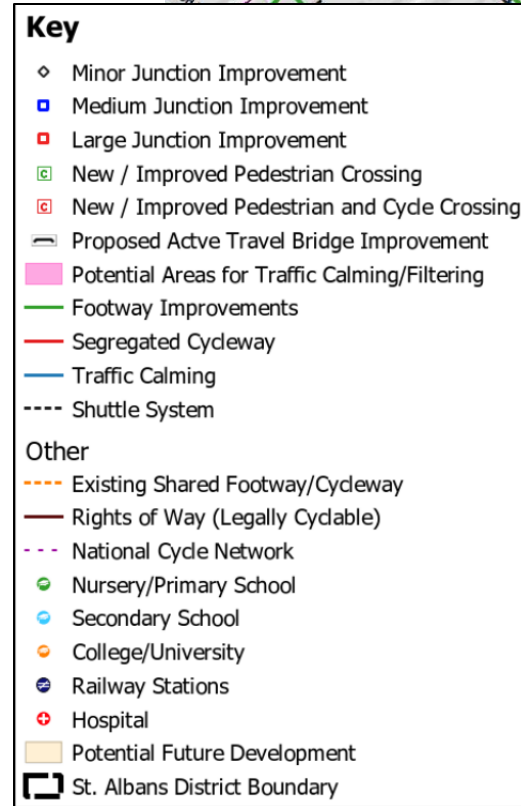 Key
Minor Junction Improvement
Medium Junction Improvement
Large Junction Improvement
C New / Improved Pedestrian Crossing
C New / Improved Pedestrian and Cycle Crossing
Proposed Actve Travel Bridge Improvement
Potential Areas for Traffic Calming/Filtering
Footway Improvements
Segregated Cycleway
Traffic Calming
Shuttle System
Other
Existing Shared Footway/Cycleway
Rights of Way (Legally Cyclable)
National Cycle Network
Nursery/Primary School
Secondary School
College/University
Railway Stations
Hospital
Potential Future Development
St. Albans District Boundary